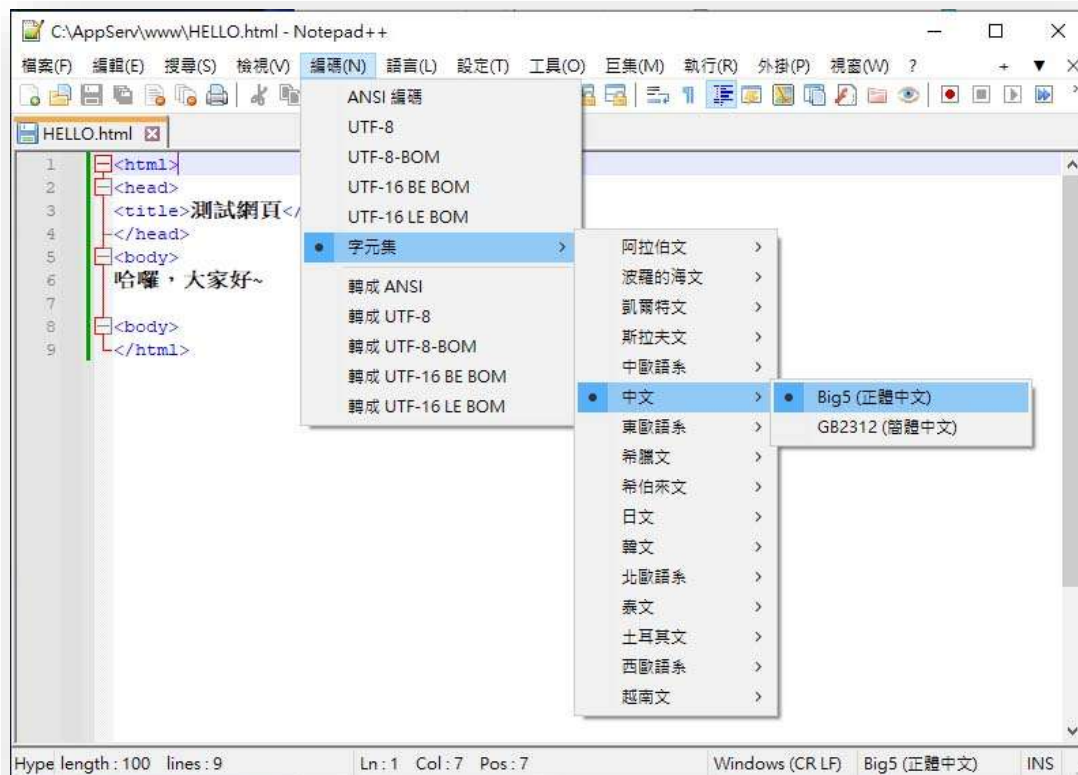 C:\AppServ\www\HELLO.html - Notepad++
檔案(F) 編輯(E) 搜尋(S) 檢視(V) 編碼(N) 語言(L) 設定(T) 工具(O) 巨集(M) 執行(R) 外掛(P) 視窗(W) ?
HELLO.html
1 <html>
2 <head>
3 <title>測試網頁</
4 </head>
5 <body>
6 哈囉，大家好~
7
8 <body>
9 </html>
ANSI 編碼
UTF-8
UTF-8-BOM
UTF-16 BE BOM
UTF-16 LE BOM
字元集
轉成 ANSI
轉成 UTF-8
轉成 UTF-8-BOM
轉成 UTF-16 BE BOM
轉成 UTF-16 LE BOM
阿拉伯文
波羅的海文
凱爾特文
斯拉夫文
中歐語系
中文
東歐語系
希臘文
希伯來文
日文
韓文
北歐語系
泰文
土耳其文
西歐語系
越南文
Big5 (正體中文)
GB2312 (簡體中文)
Hype length : 100 lines : 9 Ln : 1 Col : 7 Pos : 7 Windows (CR LF) Big5 (正體中文) INS